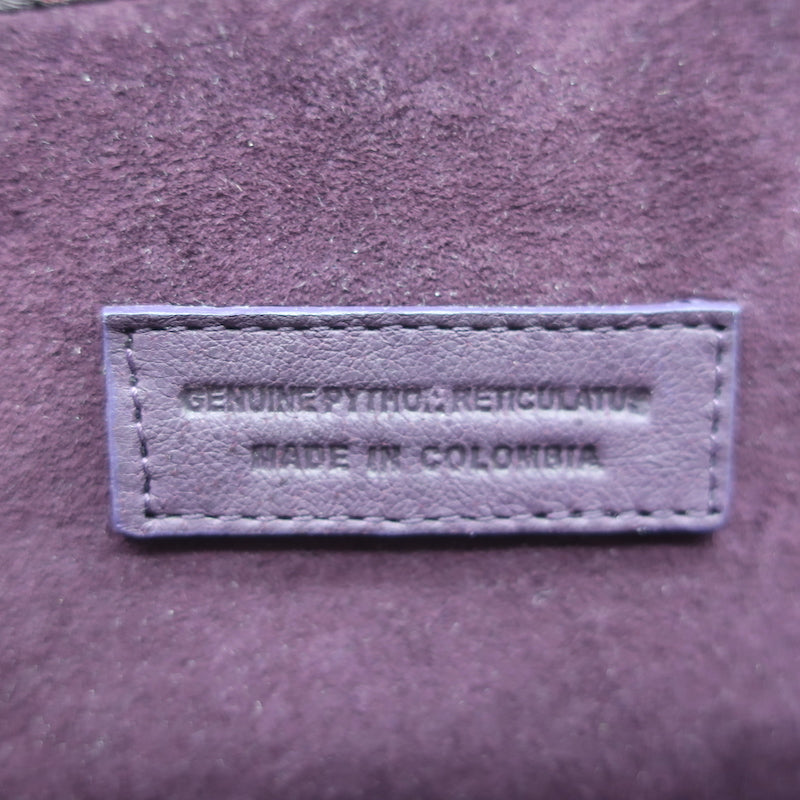 GENUINE PYTHON RETICULATUS
MADE IN COLOMBIA